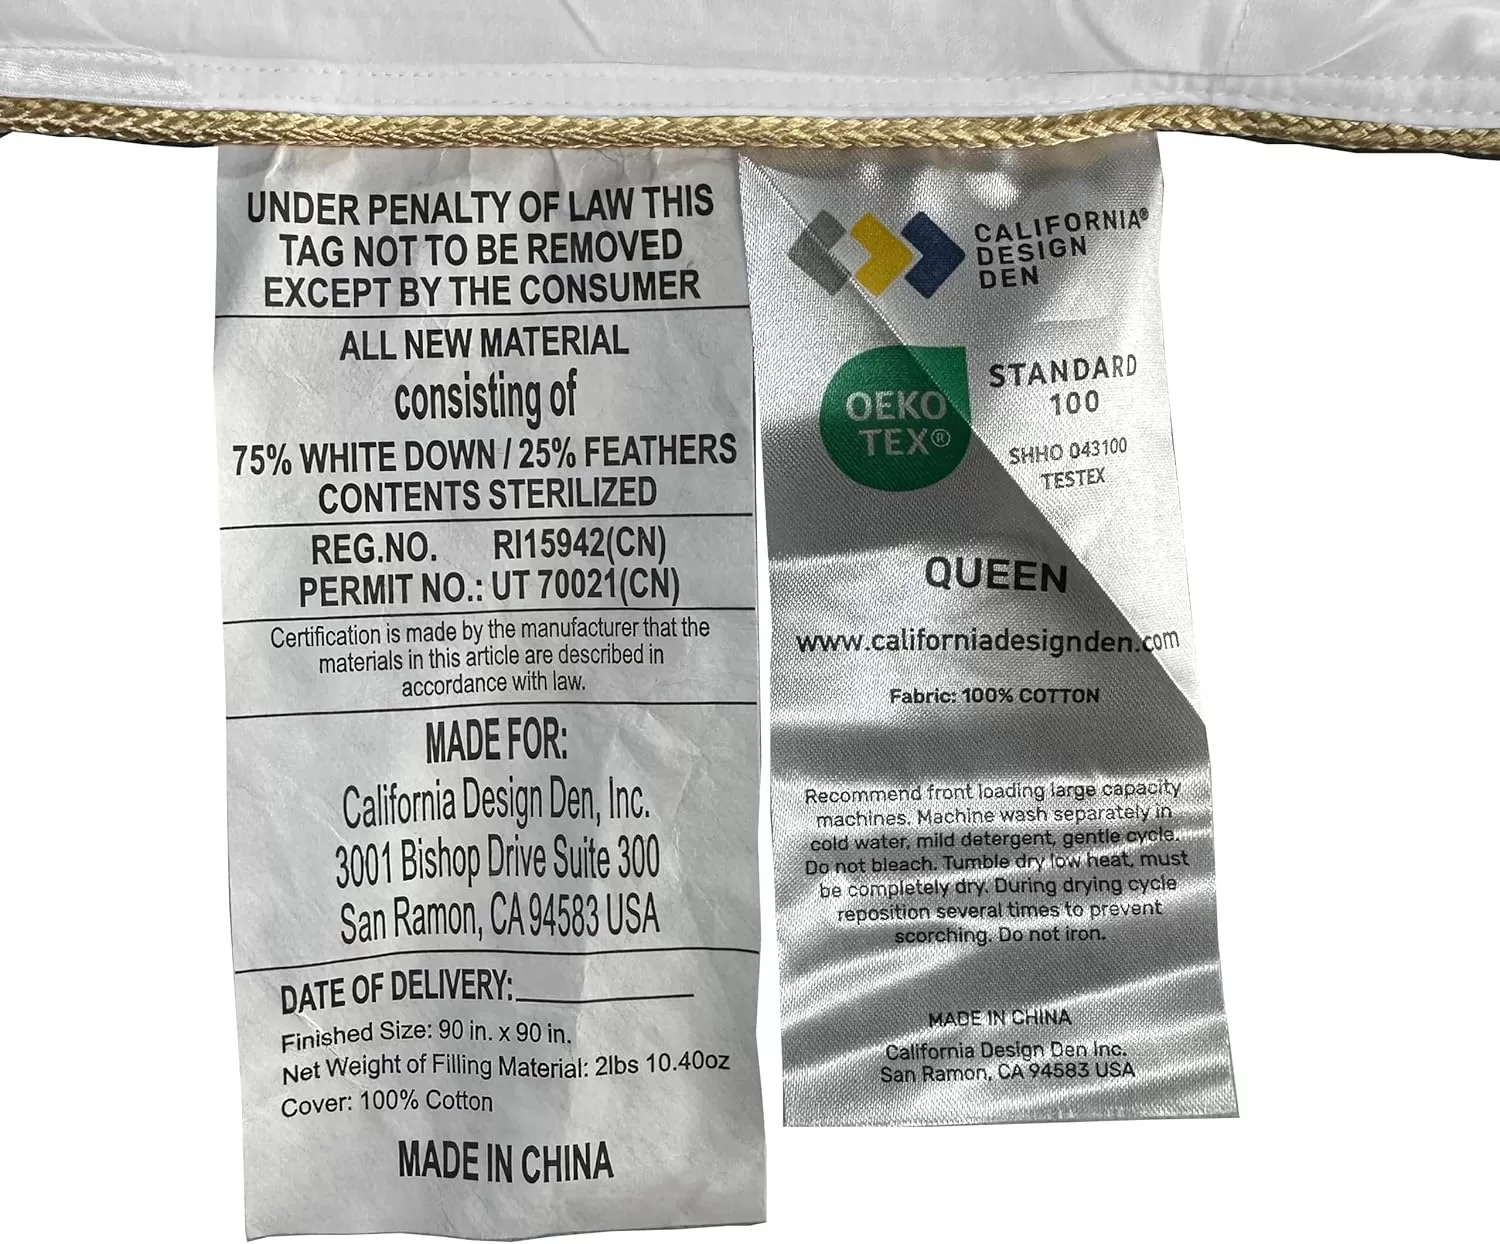 UNDER PENALTY OF LAW THIS
TAG NOT TO BE REMOVED
EXCEPT BY THE CONSUMER
ALL NEW MATERIAL
consisting of
75% WHITE DOWN / 25% FEATHERS
CONTENTS STERILIZED
REG.NO. RI15942(CN)
PERMIT NO.: UT 70021(CN)
Certification is made by the manufacturer that the
materials in this article are described in
accordance with law.
MADE FOR:
California Design Den, Inc.
3001 Bishop Drive Suite 300
San Ramon, CA 94583 USA
DATE OF DELIVERY:
Finished Size: 90 in. x 90 in.
Net Weight of Filling Material: 2lbs 10.40oz
Cover: 100% Cotton
MADE IN CHINA
CALIFORNIA®
DESIGN
DEN
OEKO
TEX®
STANDARD
100
SHHO 043100
TESTEX
QUEEN
www.californiadesignden.com
Fabric: 100% COTTON
Recommend front loading large capacity
machines. Machine wash separately in
cold water, mild detergent, gentle cycle.
Do not bleach. Tumble dry low heat, must
be completely dry. During drying cycle
reposition several times to prevent
scorching. Do not iron.
MADE IN CHINA
California Design Den Inc.
San Ramon, CA 94583 USA